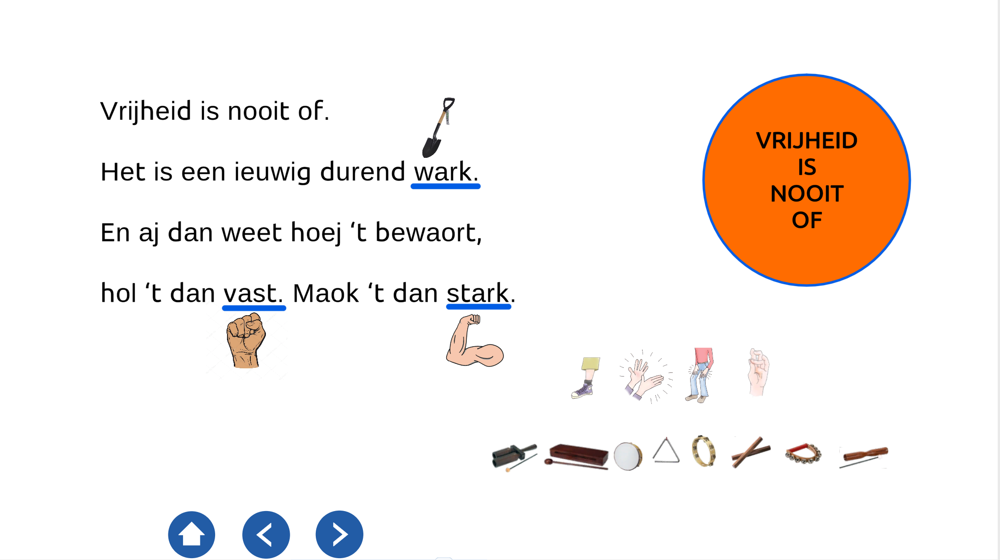 Vrijheid is nooit of.
Het is een ieuwig durend wark.
En aj dan weet hoej ‘t bewaort,
hol ‘t dan vast. Maok ‘t dan stark.
VRIJHEID
IS
NOOIT
OF